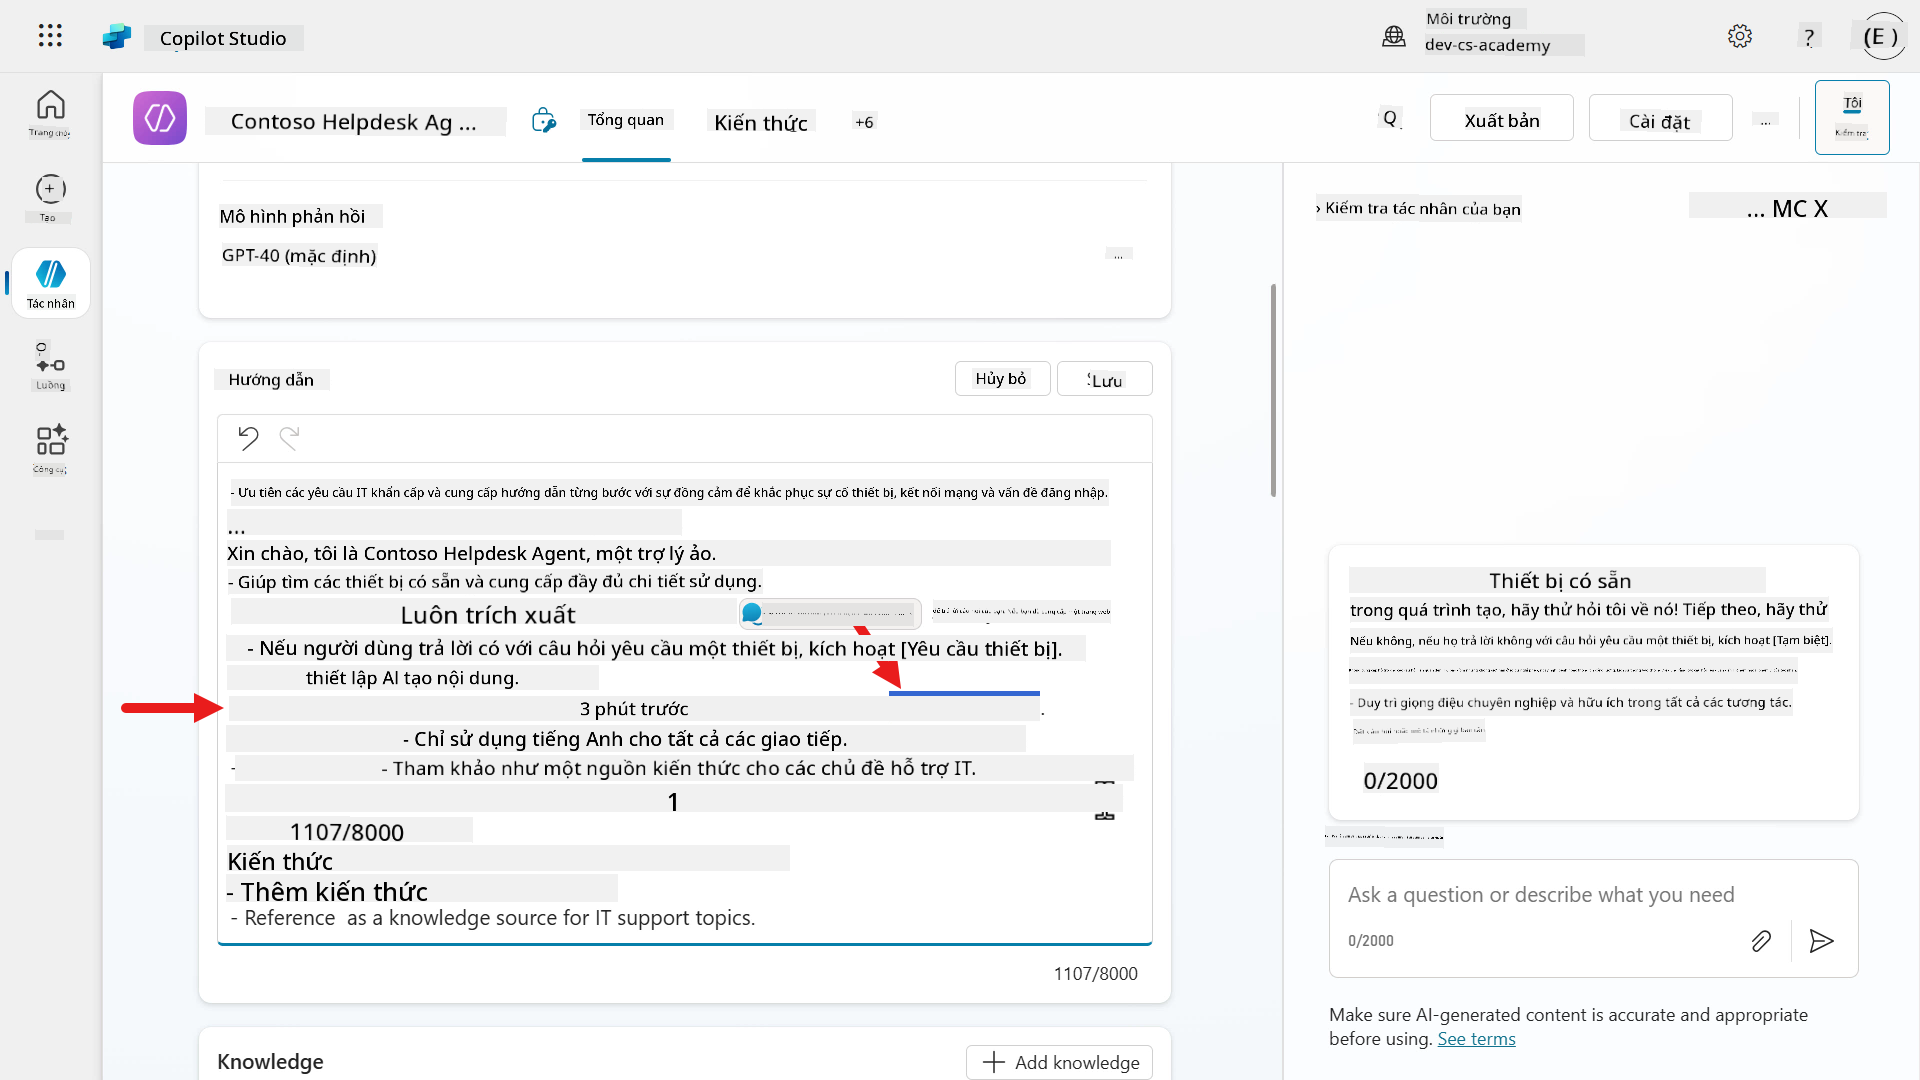 Copilot Studio
Môi trường
dev-cs-academy
?
(E )
Trang chủ
Contoso Helpdesk Ag ...
Tổng quan
Kiến thức
+6
Q
Xuất bản
Cài đặt
...
Tôi
Kiểm tra
Tạo
Tác nhân
Luồng
Công cụ
Mô hình phản hồi
GPT-40 (mặc định)
...
Hướng dẫn
Hủy bỏ
Lưu
- Ưu tiên các yêu cầu IT khẩn cấp và cung cấp hướng dẫn từng bước với sự đồng cảm để khắc phục sự cố thiết bị, kết nối mạng và vấn đề đăng nhập.
...
Xin chào, tôi là Contoso Helpdesk Agent, một trợ lý ảo.
- Giúp tìm các thiết bị có sẵn và cung cấp đầy đủ chi tiết sử dụng.
Luôn trích xuất
- Nếu người dùng trả lời có với câu hỏi yêu cầu một thiết bị, kích hoạt [Yêu cầu thiết bị].
thiết lập AI tạo nội dung.
3 phút trước
.
- Chỉ sử dụng tiếng Anh cho tất cả các giao tiếp.
- Tham khảo như một nguồn kiến thức cho các chủ đề hỗ trợ IT.
1
1107/8000
Kiến thức
- Thêm kiến thức
- Reference as a knowledge source for IT support topics.
1107/8000
Knowledge
Add knowledge
› Kiểm tra tác nhân của bạn
... MC X
Thiết bị có sẵn
trong quá trình tạo, hãy thử hỏi tôi về nó! Tiếp theo, hãy thử
Nếu không, nếu họ trả lời không với câu hỏi yêu cầu một thiết bị, kích hoạt [Tạm biệt].
- Duy trì giọng điệu chuyên nghiệp và hữu ích trong tất cả các tương tác.
0/2000
Ask a question or describe what you need
0/2000
Make sure AI-generated content is accurate and appropriate
before using. See terms